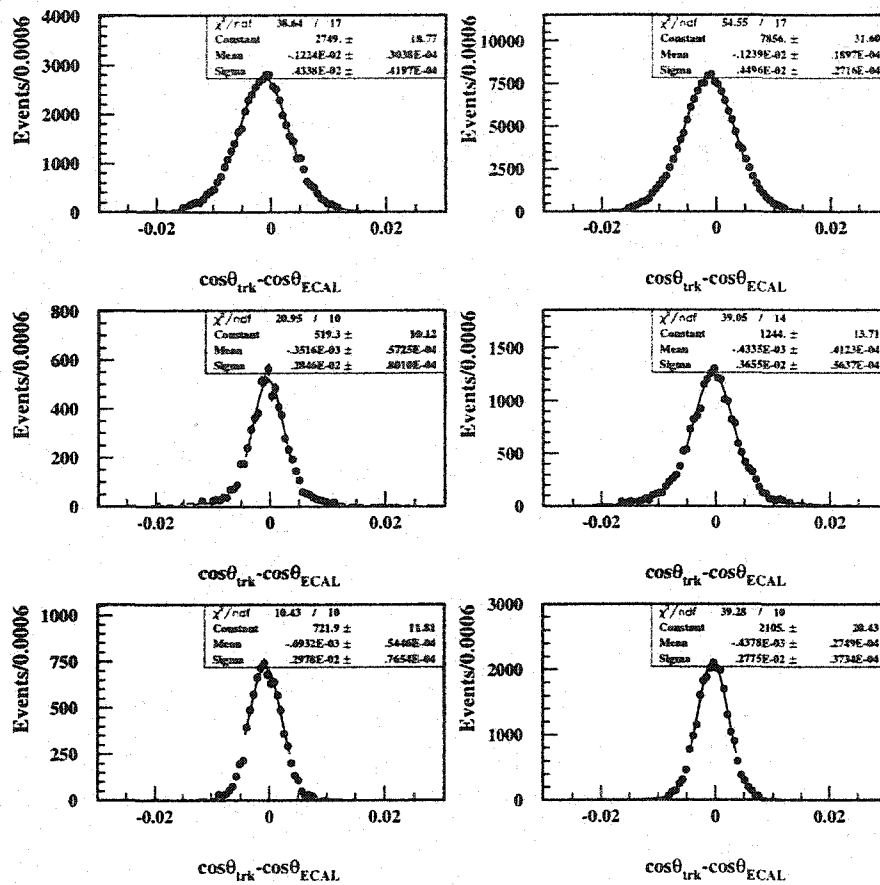 χ²/ndf 38.64 / 17
Constant 2749. ± 18.77
Mean -.1224E-02 ± .3038E-04
Sigma .4338E-02 ± .4197E-04
Events/0.0006
4000
3000
2000
1000
0
-0.02 0 0.02
cosθtrk-cosθECAL
χ²/ndf 54.55 / 17
Constant 7856. ± 31.60
Mean -.1239E-02 ± .1897E-04
Sigma .4496E-02 ± .2716E-04
Events/0.0006
10000
7500
5000
2500
0
-0.02 0 0.02
cosθtrk-cosθECAL
χ²/ndf 20.95 / 10
Constant 519.3 ± 10.12
Mean -.3516E-03 ± .5725E-04
Sigma .2846E-02 ± .8010E-04
Events/0.0006
800
600
400
200
0
-0.02 0 0.02
cosθtrk-cosθECAL
χ²/ndf 39.05 / 14
Constant 1244. ± 13.71
Mean -.4335E-03 ± .4123E-04
Sigma .3655E-02 ± .5637E-04
Events/0.0006
1500
1000
500
0
-0.02 0 0.02
cosθtrk-cosθECAL
χ²/ndf 10.43 / 10
Constant 721.9 ± 11.82
Mean -.6932E-03 ± .5446E-04
Sigma .2978E-02 ± .7654E-04
Events/0.0006
1000
750
500
250
0
-0.02 0 0.02
cosθtrk-cosθECAL
χ²/ndf 39.28 / 10
Constant 2105. ± 20.43
Mean -.4378E-03 ± .2749E-04
Sigma .2775E-02 ± .3734E-04
Events/0.0006
3000
2000
1000
0
-0.02 0 0.02
cosθtrk-cosθECAL